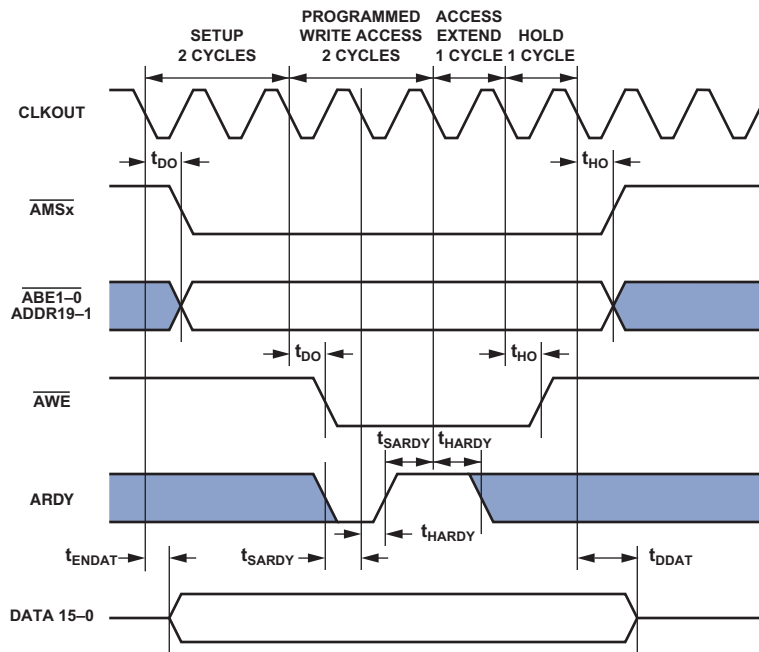 SETUP
2 CYCLES
PROGRAMMED
WRITE ACCESS
2 CYCLES
ACCESS
EXTEND
1 CYCLE
HOLD
1 CYCLE
CLKOUT
tDO
tHO
AMSx
ABE1–0
ADDR19–1
tDO
tHO
AWE
tSARDY
tHARDY
ARDY
tHARDY
tENDAT
tSARDY
tDDAT
DATA 15–0